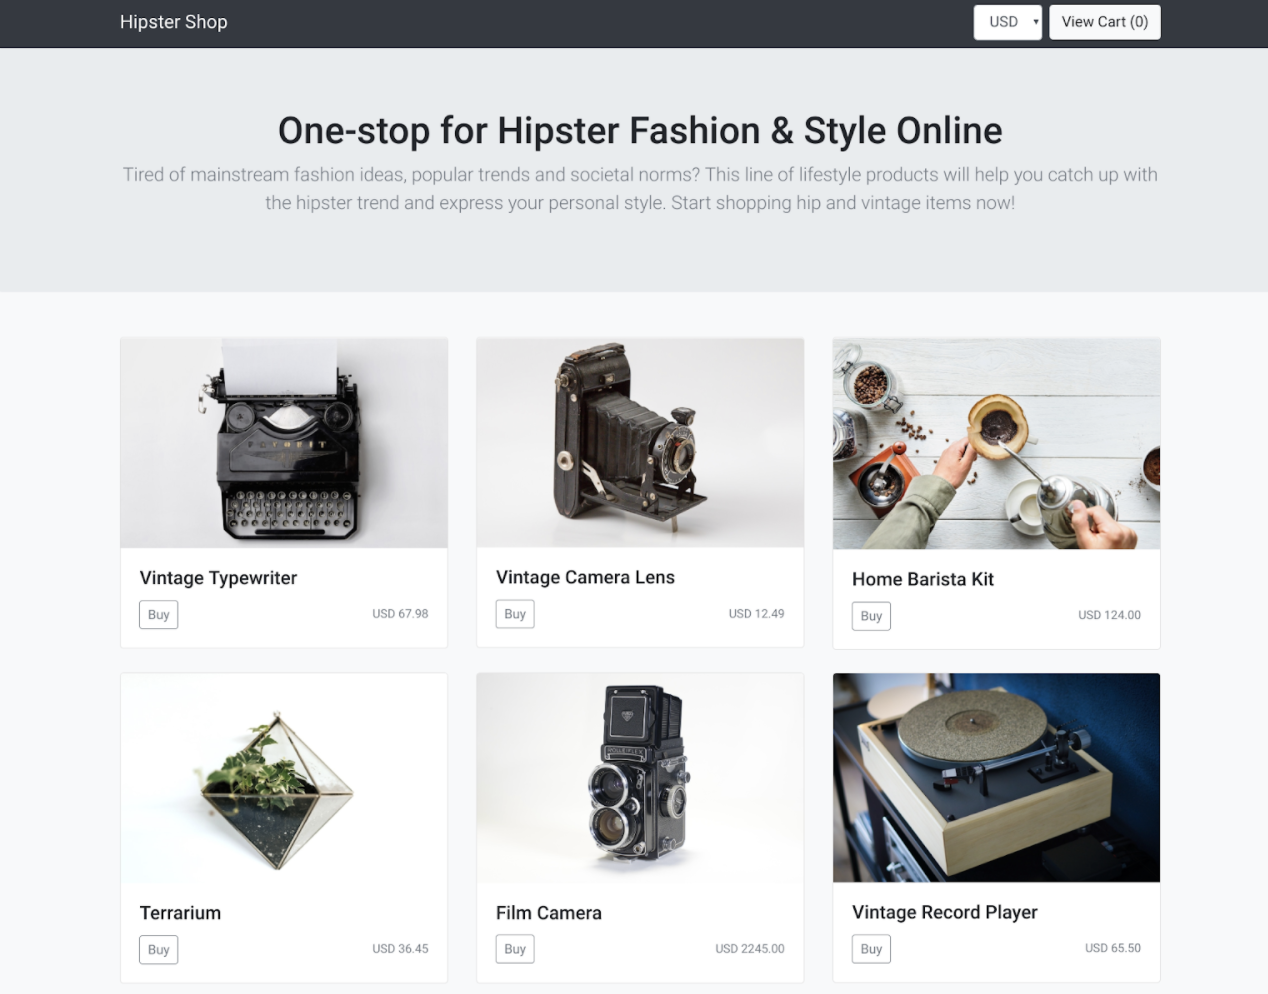 Hipster Shop
USD
View Cart (0)
One-stop for Hipster Fashion & Style Online
Tired of mainstream fashion ideas, popular trends and societal norms? This line of lifestyle products will help you catch up with
the hipster trend and express your personal style. Start shopping hip and vintage items now!
Vintage Typewriter
Buy
USD 67.98
Vintage Camera Lens
Buy
USD 12.49
Home Barista Kit
Buy
USD 124.00
ROLLEIFLEX
Terrarium
Buy
USD 36.45
Film Camera
Buy
USD 2245.00
Vintage Record Player
Buy
USD 65.50